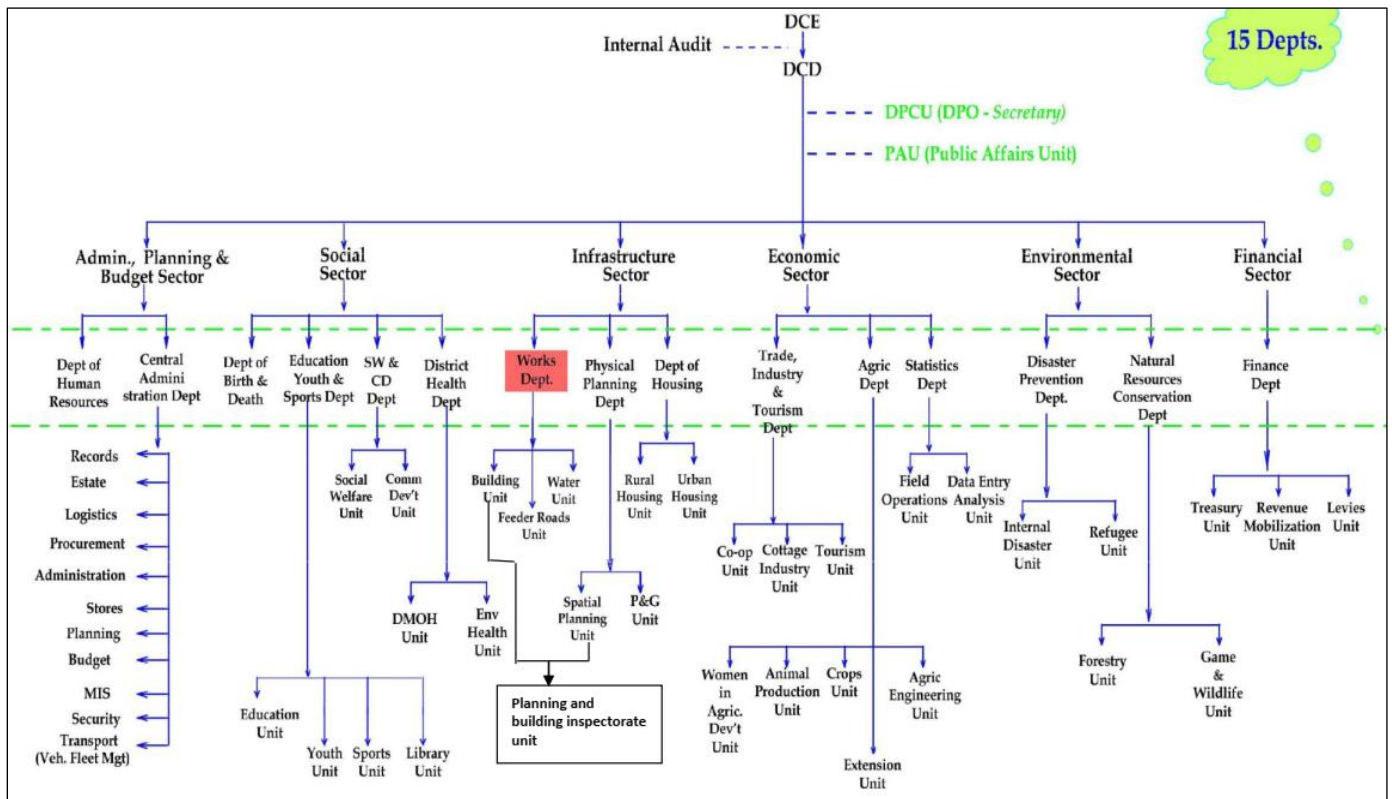 DCE
Internal Audit
DCD
15 Depts.
DPCU (DPO - Secretary)
PAU (Public Affairs Unit)
Admin., Planning &
Budget Sector
Social
Sector
Infrastructure
Sector
Economic
Sector
Environmental
Sector
Financial
Sector
Dept of
Human
Resources
Central
Admini
stration Dept
Dept of
Birth &
Death
Education
Youth &
Sports Dept
SW &
CD
Dept
District
Health
Dept
Works
Dept.
Physical
Planning
Dept
Dept of
Housing
Trade,
Industry
&
Tourism
Dept
Agric
Dept
Statistics
Dept
Disaster
Prevention
Dept.
Natural
Resources
Conservation
Dept
Finance
Dept
Records
Estate
Logistics
Procurement
Administration
Stores
Planning
Budget
MIS
Security
Transport
(Veh. Fleet Mgt)
Social
Welfare
Unit
Comm
Dev't
Unit
Building
Unit
Water
Unit
Feeder Roads
Unit
Rural
Housing
Unit
Urban
Housing
Unit
Field
Operations
Unit
Data Entry
Analysis
Unit
Internal
Disaster
Unit
Refugee
Unit
Treasury
Unit
Revenue
Mobilization
Unit
Levies
Unit
Co-op
Unit
Cottage
Industry
Unit
Tourism
Unit
DMOH
Unit
Env
Health
Unit
Spatial
Planning
Unit
P&G
Unit
Education
Unit
Youth
Unit
Sports
Unit
Library
Unit
Planning and
building inspectorate
unit
Women
in
Agric.
Dev't
Unit
Animal
Production
Unit
Crops
Unit
Agric
Engineering
Unit
Extension
Unit
Forestry
Unit
Game
&
Wildlife
Unit